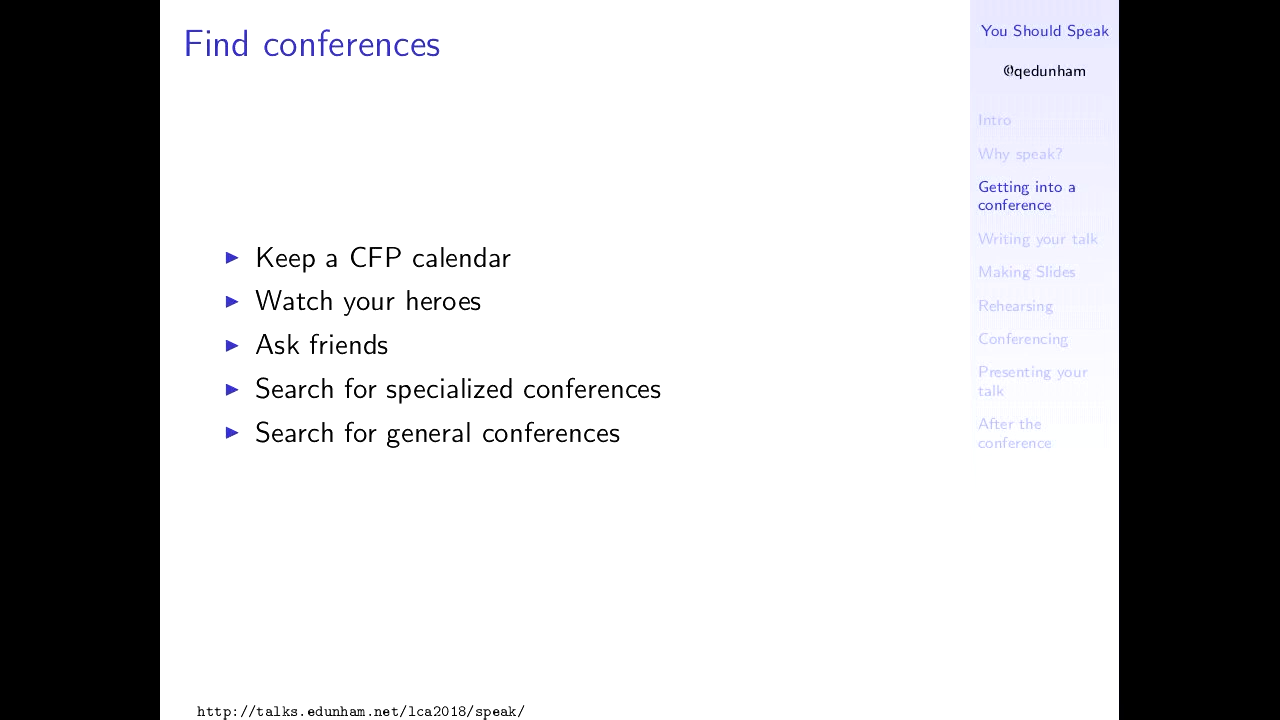 Find conferences
Keep a CFP calendar
Watch your heroes
Ask friends
Search for specialized conferences
Search for general conferences
http://talks.edunham.net/lca2018/speak/
You Should Speak
@qedunham
Intro
Why speak?
Getting into a
conference
Writing your talk
Making Slides
Rehearsing
Conferencing
Presenting your
talk
After the
conference